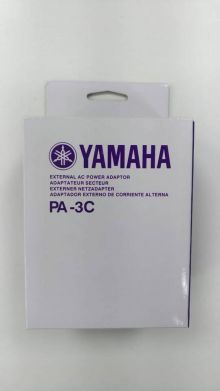 YAMAHA
EXTERNAL AC POWER ADAPTOR
ADAPTATEUR SECTEUR
EXTERNER NETZADAPTER
ADAPTADOR EXTERNO DE CORRIENTE ALTERNA
PA-3C